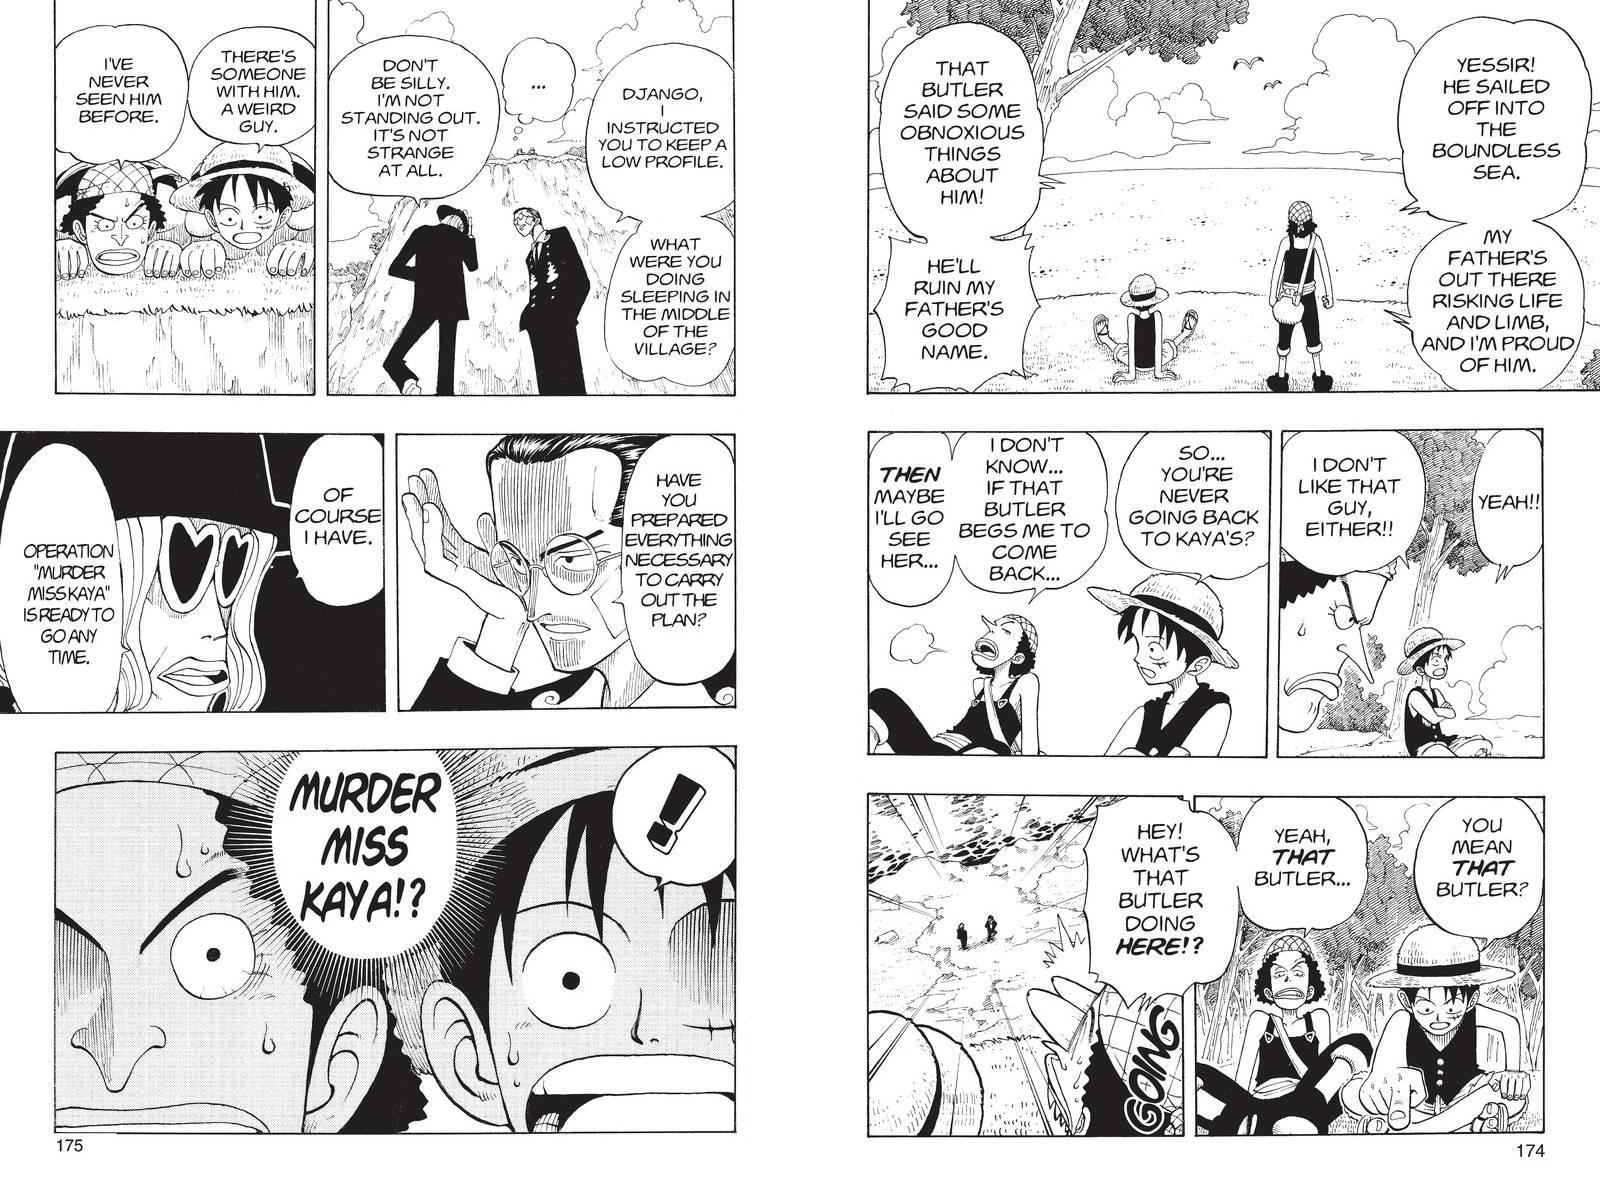 YESSIR!
HE SAILED
OFF INTO
THE
BOUNDLESS
SEA.
MY
FATHER'S
OUT THERE
RISKING LIFE
AND LIMB,
AND I'M PROUD
OF HIM.
THAT
BUTLER
SAID SOME
OBNOXIOUS
THINGS
ABOUT
HIM!
HE'LL
RUIN MY
FATHER'S
GOOD
NAME.
YEAH!!
I DON'T
LIKE THAT
GUY,
EITHER!!
SO...
YOU'RE
NEVER
GOING BACK
TO KAYA'S?
I DON'T
KNOW...
IF THAT
BUTLER
BEGS ME TO
COME
BACK...
THEN
MAYBE
I'LL GO
SEE
HER...
YOU
MEAN
THAT
BUTLER?
YEAH,
THAT
BUTLER...
HEY!
WHAT'S
THAT
BUTLER
DOING
HERE!?
GOING
174
DJANGO,
I
INSTRUCTED
YOU TO KEEP A
LOW PROFILE.
WHAT
WERE YOU
DOING
SLEEPING IN
THE MIDDLE
OF THE
VILLAGE?
...
DON'T
BE SILLY.
I'M NOT
STANDING OUT.
IT'S NOT
STRANGE
AT ALL.
THERE'S
SOMEONE
WITH HIM.
A WEIRD
GUY.
I'VE
NEVER
SEEN HIM
BEFORE.
HAVE
YOU
PREPARED
EVERYTHING
NECESSARY
TO CARRY
OUT THE
PLAN?
OF
COURSE
I HAVE.
OPERATION
"MURDER
MISS KAYA"
IS READY TO
GO ANY
TIME.
!
MURDER
MISS
KAYA!?
175